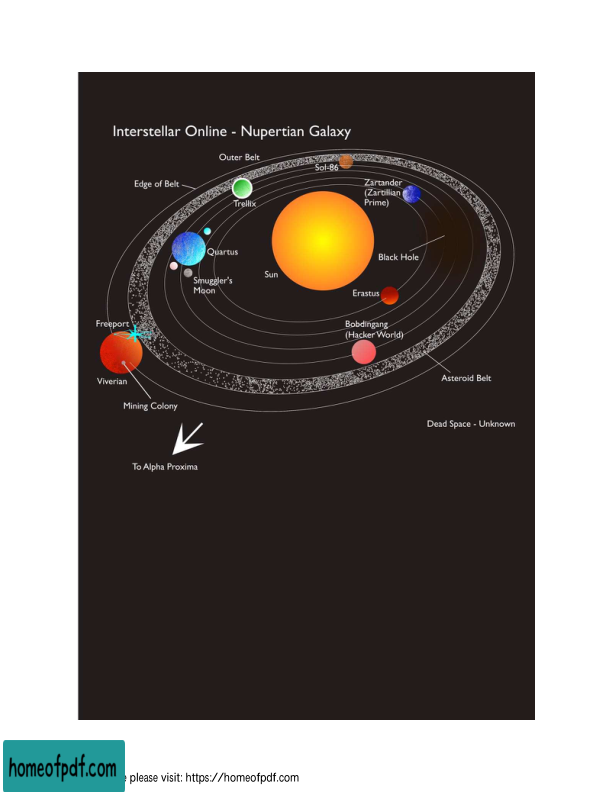 Interstellar Online - Nupertian Galaxy
Outer Belt
Sol-86
Edge of Belt
Zartander
(Zartillian
Prime)
Trellix
Quartus
Black Hole
Sun
Smuggler's
Moon
Erastus
Freeport
Bobdingang
(Hacker World)
Viverian
Asteroid Belt
Mining Colony
Dead Space - Unknown
To Alpha Proxima
homeofpdf.com
please visit: https://homeofpdf.com